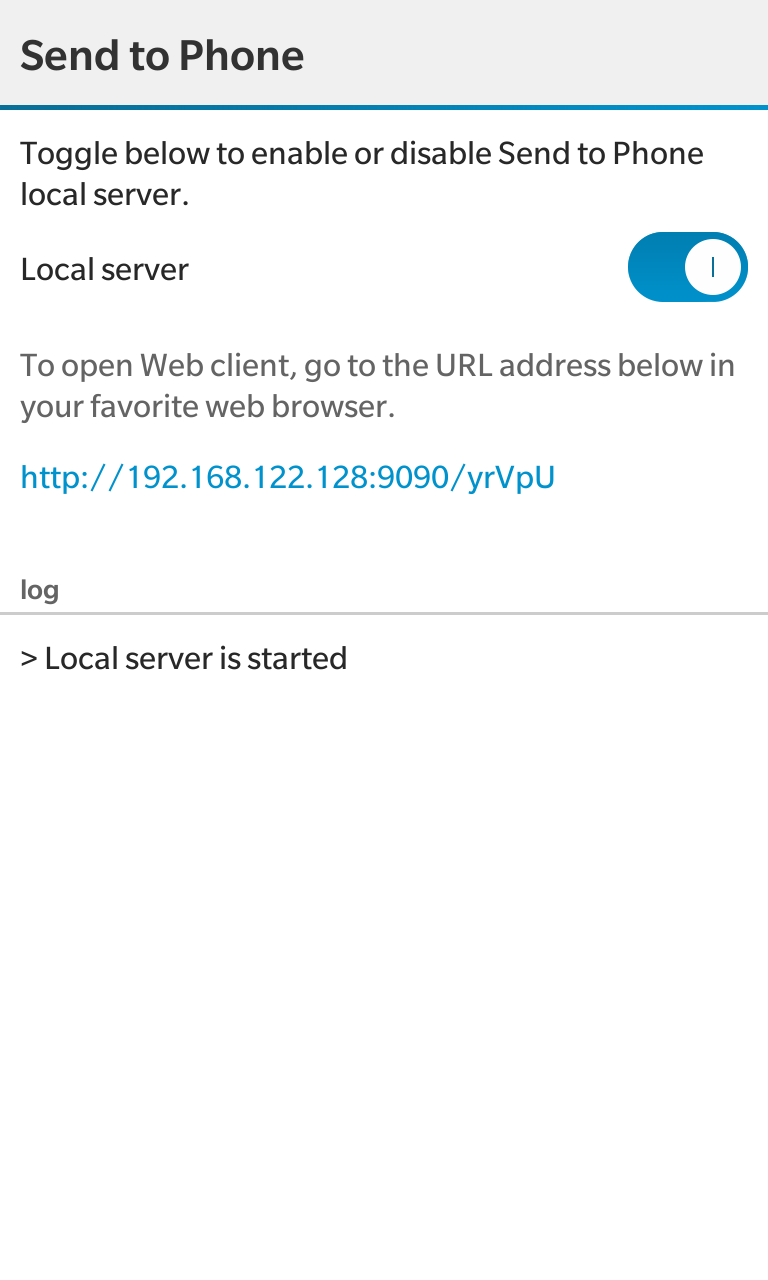 Send to Phone
Toggle below to enable or disable Send to Phone
local server.
Local server
To open Web client, go to the URL address below in
your favorite web browser.
http://192.168.122.128:9090/yrVpU
log
> Local server is started